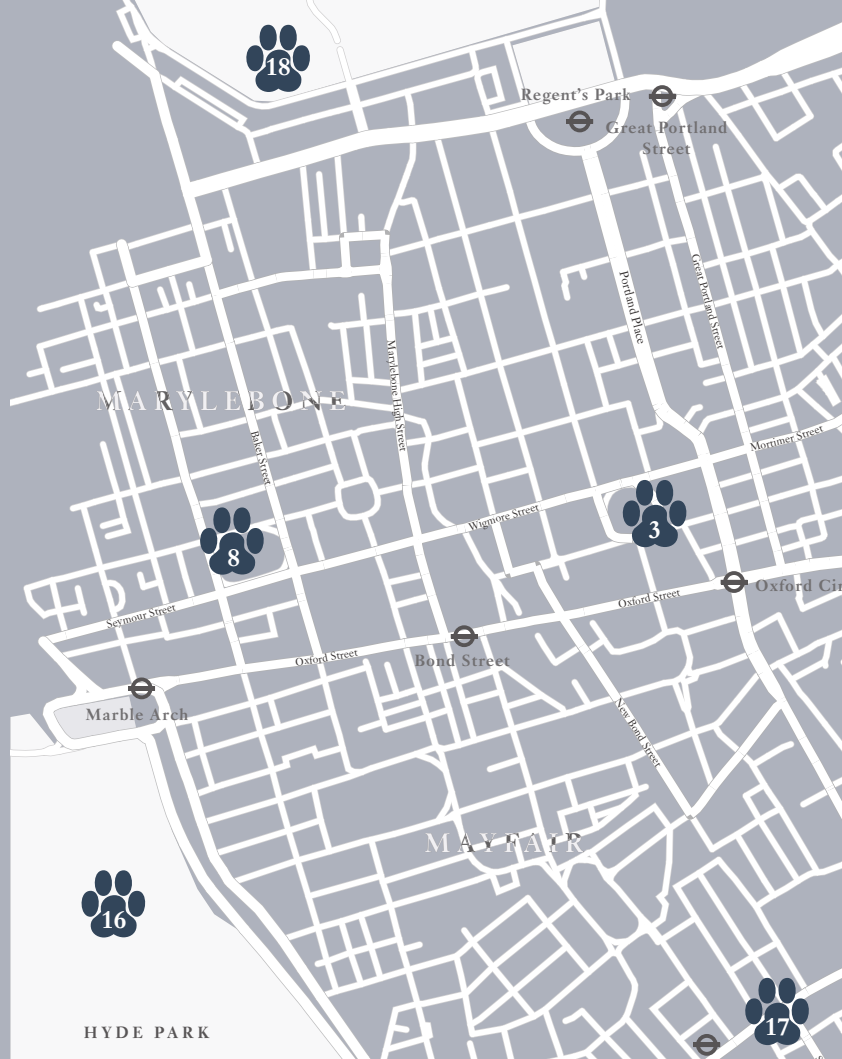 18
Regent's Park
Great Portland
Street
Great Portland Street
Portland Place
Marylebone High Street
MARYLEBONE
Baker Street
Mortimer Street
Wigmore Street
3
8
Oxford Cir
Oxford Street
Seymour Street
Bond Street
Oxford Street
Marble Arch
New Bond Street
MAYFAIR
16
17
HYDE PARK